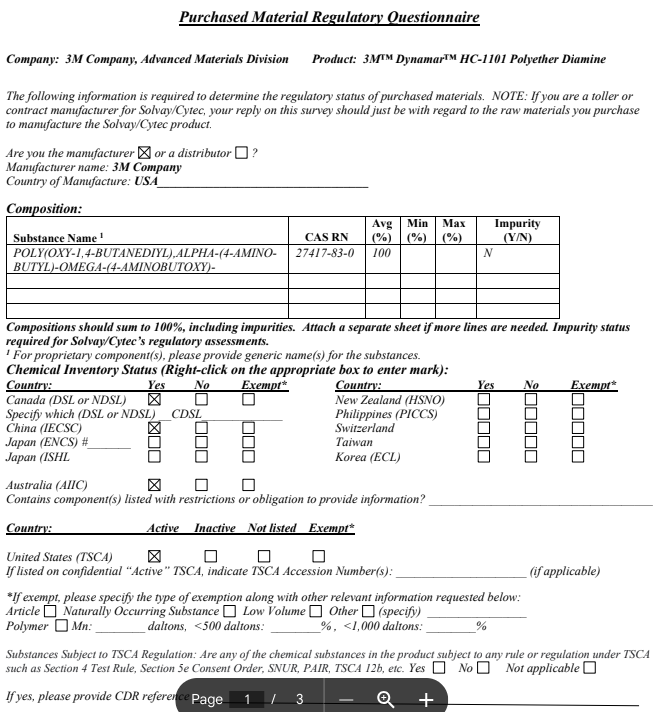 Purchased Material Regulatory Questionnaire
Company: 3M Company, Advanced Materials Division Product: 3M™ Dynamar™ HC-1101 Polyether Diamine
The following information is required to determine the regulatory status of purchased materials. NOTE: If you are a toller or
contract manufacturer for Solvay/Cytec, your reply on this survey should just be with regard to the raw materials you purchase
to manufacture the Solvay/Cytec product.
Are you the manufacturer ☒ or a distributor ☐ ?
Manufacturer name: 3M Company
Country of Manufacture: USA
Composition:
Substance Name ¹ CAS RN Avg (%) Min (%) Max (%) Impurity (Y/N)
POLY(OXY-1,4-BUTANEDIYL),ALPHA-(4-AMINO- 27417-83-0 100 N
BUTYL)-OMEGA-(4-AMINOBUTOXY)-
Compositions should sum to 100%, including impurities. Attach a separate sheet if more lines are needed. Impurity status
required for Solvay/Cytec's regulatory assessments.
¹ For proprietary component(s), please provide generic name(s) for the substances.
Chemical Inventory Status (Right-click on the appropriate box to enter mark):
Country: Yes No Exempt* Country: Yes No Exempt*
Canada (DSL or NDSL) ☒ ☐ ☐ New Zealand (HSNO) ☐ ☐ ☐
Specify which (DSL or NDSL)__CDSL____________ Philippines (PICCS) ☐ ☐ ☐
China (IECSC) ☒ ☐ ☐ Switzerland ☐ ☐ ☐
Japan (ENCS) #______ ☐ ☐ ☐ Taiwan ☐ ☐ ☐
Japan (ISHL ☐ ☐ ☐ Korea (ECL) ☐ ☐ ☐
Australia (AIIC) ☒ ☐ ☐
Contains component(s) listed with restrictions or obligation to provide information? ______________________
Country: Active Inactive Not listed Exempt*
United States (TSCA) ☒ ☐ ☐ ☐
If listed on confidential “Active” TSCA, indicate TSCA Accession Number(s): __________________ (if applicable)
*If exempt, please specify the type of exemption along with other relevant information requested below:
Article ☐ Naturally Occurring Substance ☐ Low Volume ☐ Other ☐ (specify) ______________
Polymer ☐ Mn: _______ daltons, <500 daltons: _______% , <1,000 daltons: _______%
Substances Subject to TSCA Regulation: Are any of the chemical substances in the product subject to any rule or regulation under TSCA
such as Section 4 Test Rule, Section 5e Consent Order, SNUR, PAIR, TSCA 12b, etc. Yes ☐ No ☐ Not applicable ☐
If yes, please provide CDR
Page 1 / 3